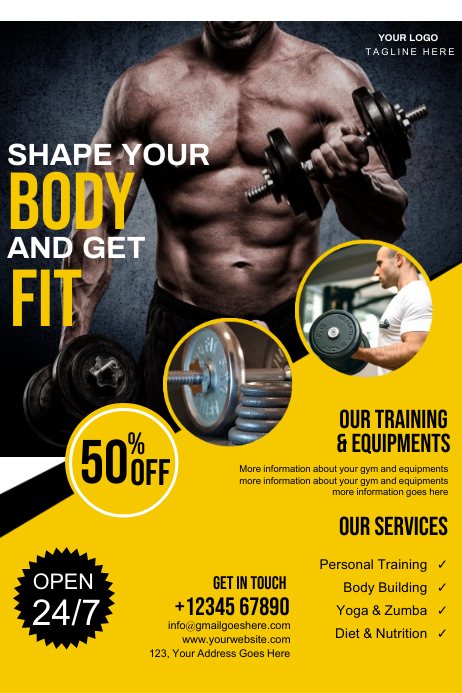 YOUR LOGO
TAGLINE HERE
SHAPE YOUR
BODY
AND GET
FIT
50% OFF
OUR TRAINING
& EQUIPMENTS
More information about your gym and equipments
more information about your gym and equipments
more information goes here
OUR SERVICES
Personal Training ✓
Body Building ✓
Yoga & Zumba ✓
Diet & Nutrition ✓
OPEN
24/7
GET IN TOUCH
+12345 67890
info@gmailgoeshere.com
www.yourwebsite.com
123, Your Address Goes Here